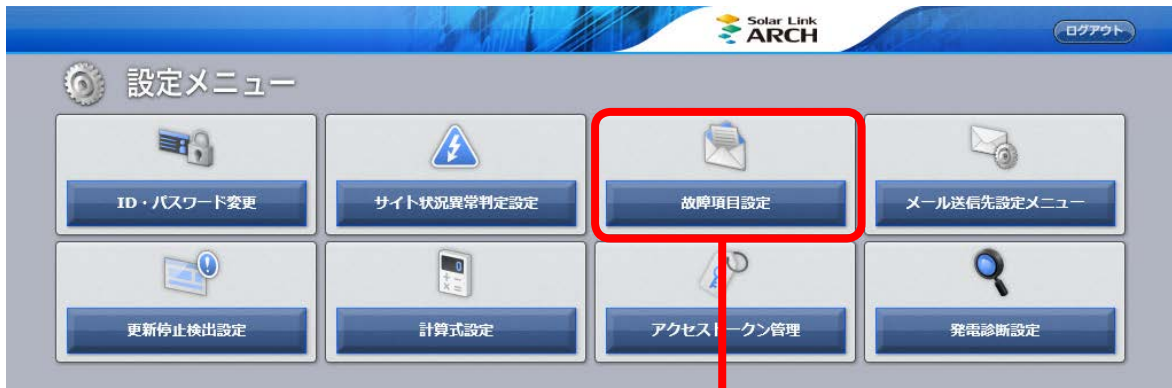 Solar Link
ARCH
ログアウト
設定メニュー
ID・パスワード変更
サイト状況異常判定設定
故障項目設定
メール送信先設定メニュー
更新停止検出設定
計算式設定
アクセストークン管理
発電診断設定